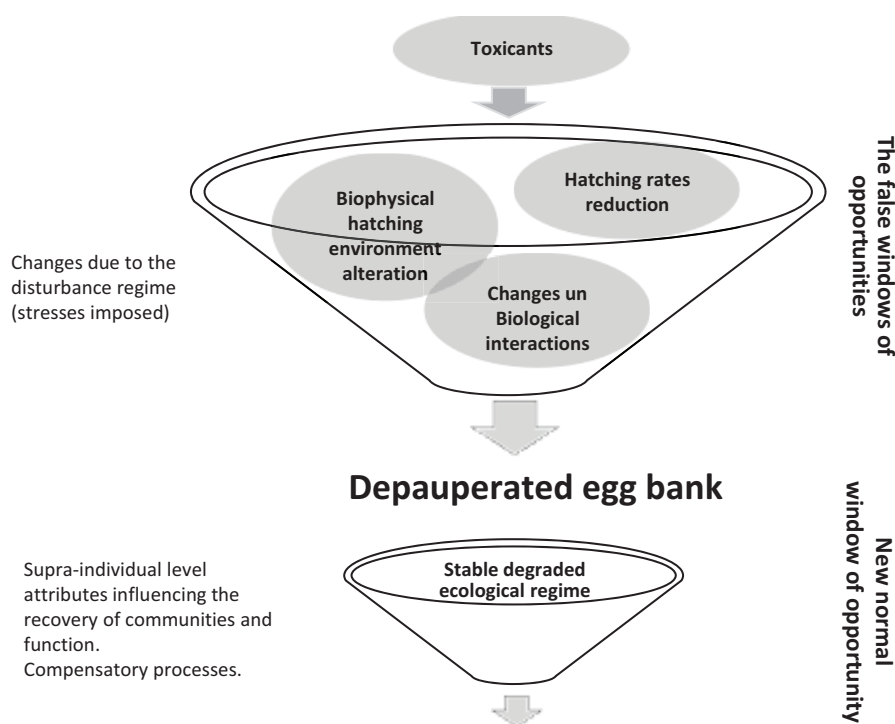 Toxicants
Biophysical
hatching
environment
alteration
Hatching rates
reduction
Changes un
Biological
interactions
Changes due to the
disturbance regime
(stresses imposed)
The false windows of
opportunities
Depauperated egg bank
Stable degraded
ecological regime
Supra-individual level
attributes influencing the
recovery of communities and
function.
Compensatory processes.
New normal
window of opportunity